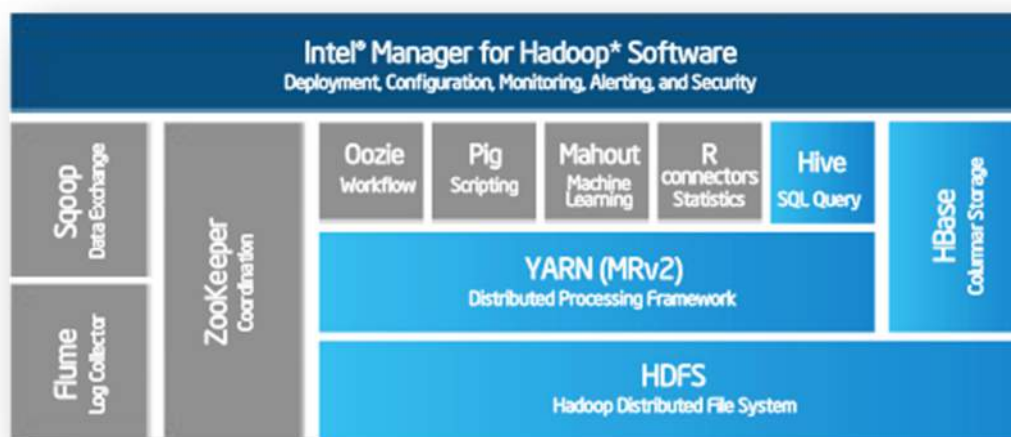 Intel® Manager for Hadoop* Software
Deployment, Configuration, Monitoring, Alerting, and Security
Sqoop
Data Exchange
Flume
Log Collector
ZooKeeper
Coordination
Oozie
Workflow
Pig
Scripting
Mahout
Machine
Learning
R
connectors
Statistics
Hive
SQL Query
YARN (MRv2)
Distributed Processing Framework
HBase
Columnar Storage
HDFS
Hadoop Distributed File System